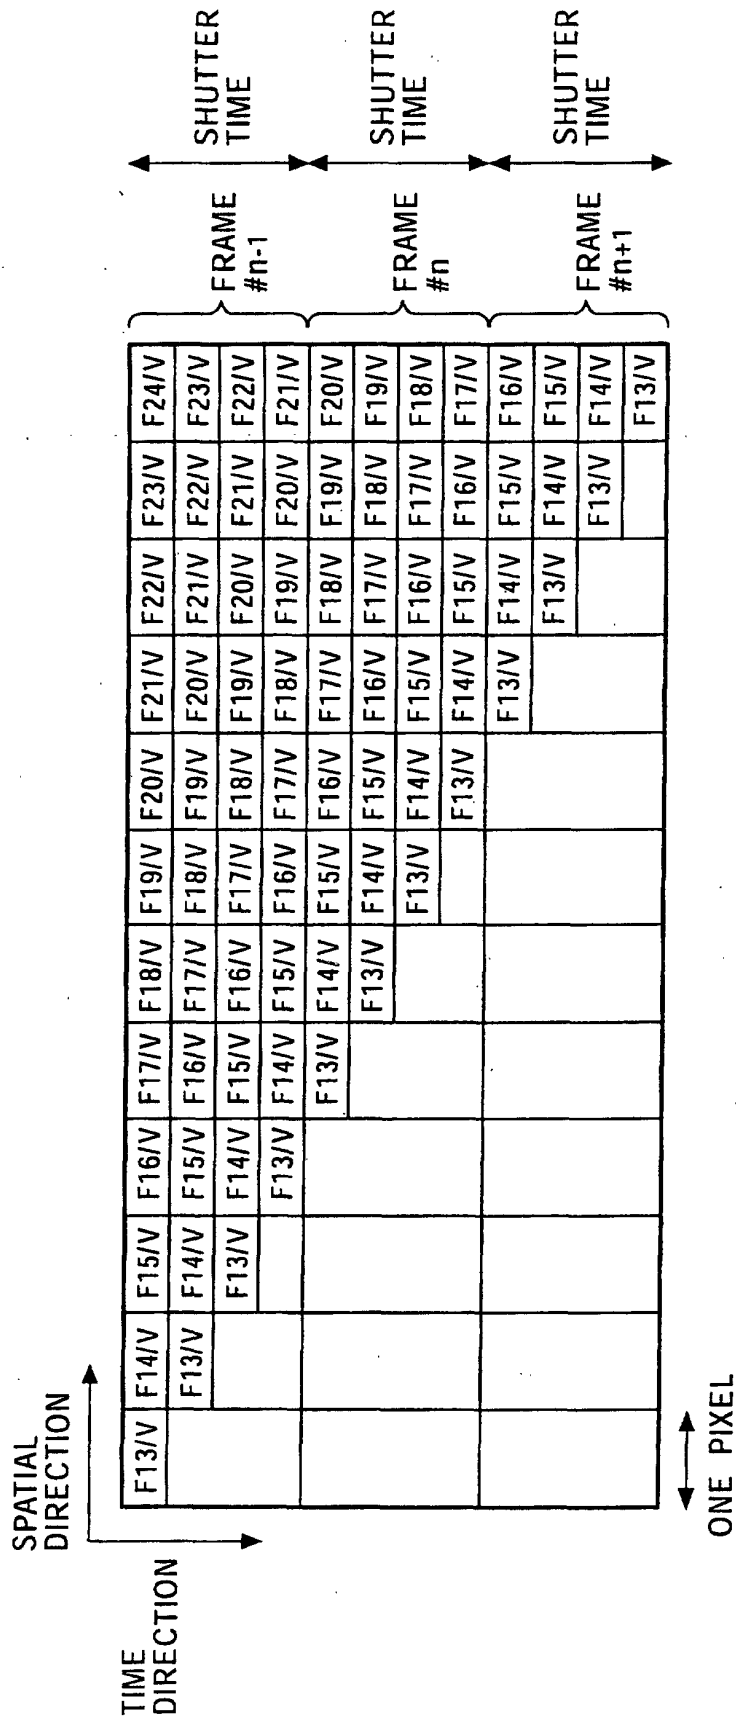 SPATIAL
DIRECTION
TIME
DIRECTION
F13/V F14/V F15/V F16/V F17/V F18/V F19/V F20/V F21/V F22/V F23/V F24/V
F13/V F14/V F15/V F16/V F17/V F18/V F19/V F20/V F21/V F22/V F23/V
F13/V F14/V F15/V F16/V F17/V F18/V F19/V F20/V F21/V F22/V
F13/V F14/V F15/V F16/V F17/V F18/V F19/V F20/V F21/V
F13/V F14/V F15/V F16/V F17/V F18/V F19/V F20/V
F13/V F14/V F15/V F16/V F17/V F18/V F19/V
F13/V F14/V F15/V F16/V F17/V F18/V
F13/V F14/V F15/V F16/V F17/V
F13/V F14/V F15/V F16/V
F13/V F14/V F15/V
F13/V F14/V
F13/V
FRAME
#n-1
SHUTTER
TIME
FRAME
#n
SHUTTER
TIME
FRAME
#n+1
SHUTTER
TIME
ONE PIXEL